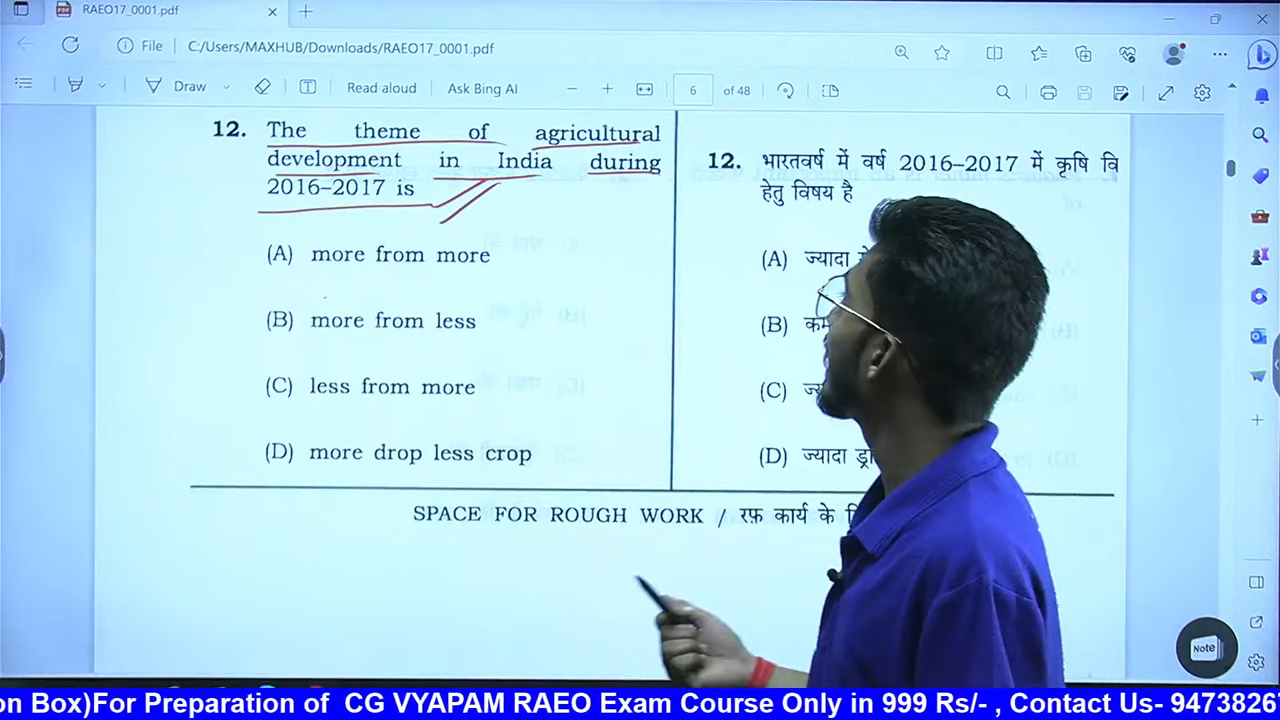 RAEO17_0001.pdf
File
C:/Users/MAXHUB/Downloads/RAEO17_0001.pdf
Draw
Read aloud
Ask Bing AI
6
of 48
12. The theme of agricultural
development in India during
2016–2017 is
(A) more from more
(B) more from less
(C) less from more
(D) more drop less crop
12. भारतवर्ष में वर्ष 2016–2017 में कृषि वि
हेतु विषय है
(A) ज्यादा
(B)
(C)
(D) ज्यादा
SPACE FOR ROUGH WORK / रफ़ कार्य के
Note
on Box)For Preparation of CG VYAPAM RAEO Exam Course Only in 999 Rs/- , Contact Us- 94738267